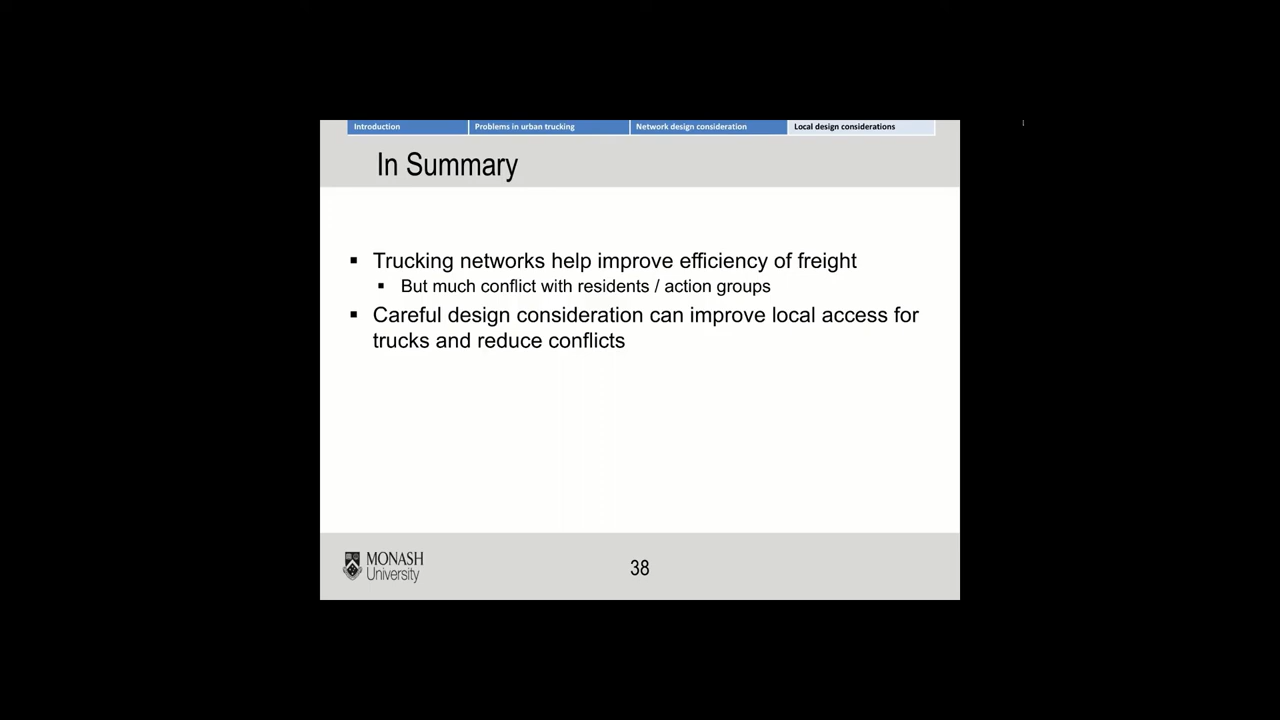 Introduction
Problems in urban trucking
Network design consideration
Local design considerations
In Summary
Trucking networks help improve efficiency of freight
But much conflict with residents / action groups
Careful design consideration can improve local access for
trucks and reduce conflicts
MONASH
University
38